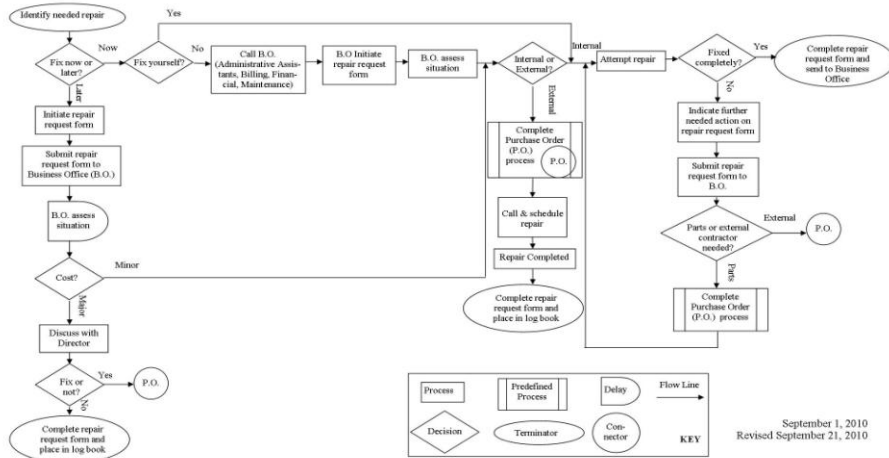 Identify needed repair
Fix now or
later?
Now
Fix yourself?
Yes
No
Call B.O.
(Administrative Assis-
tants, Billing, Finan-
cial, Maintenance)
B.O Initiate
repair request
form
B.O. assess
situation
Internal or
External?
Internal
Attempt repair
Fixed
completely?
Yes
Complete repair
request form and
send to Business
Office
Later
Initiate repair
request form
Submit repair
request form to
Business Office (B.O.)
B.O. assess
situation
Cost?
Minor
Major
Discuss with
Director
Fix or
not?
Yes
P.O.
No
Complete repair
request form and
place in log book
External
Complete
Purchase Order
(P.O.)
process
P.O.
Call & schedule
repair
Repair Completed
Complete repair
request form and
place in log book
No
Indicate further
needed action on
repair request form
Submit repair
request form to
B.O.
Parts or external
contractor
needed?
External
P.O.
Parts
Complete
Purchase Order
(P.O.) process
Process
Predefined
Process
Delay
Flow Line
Decision
Terminator
Con-
nector
KEY
September 1, 2010
Revised September 21, 2010